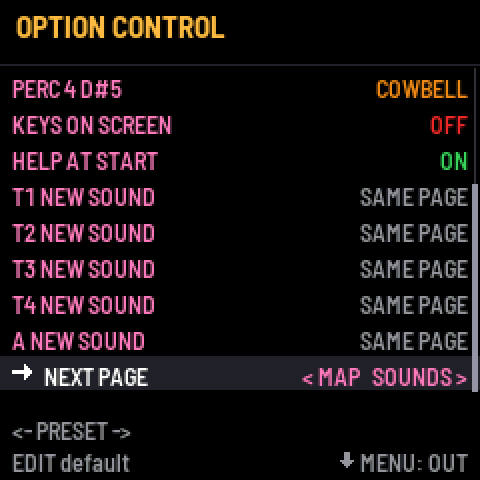 OPTION CONTROL
PERC 4 D#5 COWBELL
KEYS ON SCREEN OFF
HELP AT START ON
T1 NEW SOUND SAME PAGE
T2 NEW SOUND SAME PAGE
T3 NEW SOUND SAME PAGE
T4 NEW SOUND SAME PAGE
A NEW SOUND SAME PAGE
→ NEXT PAGE < MAP SOUNDS >
<- PRESET ->
EDIT default ↓ MENU: OUT